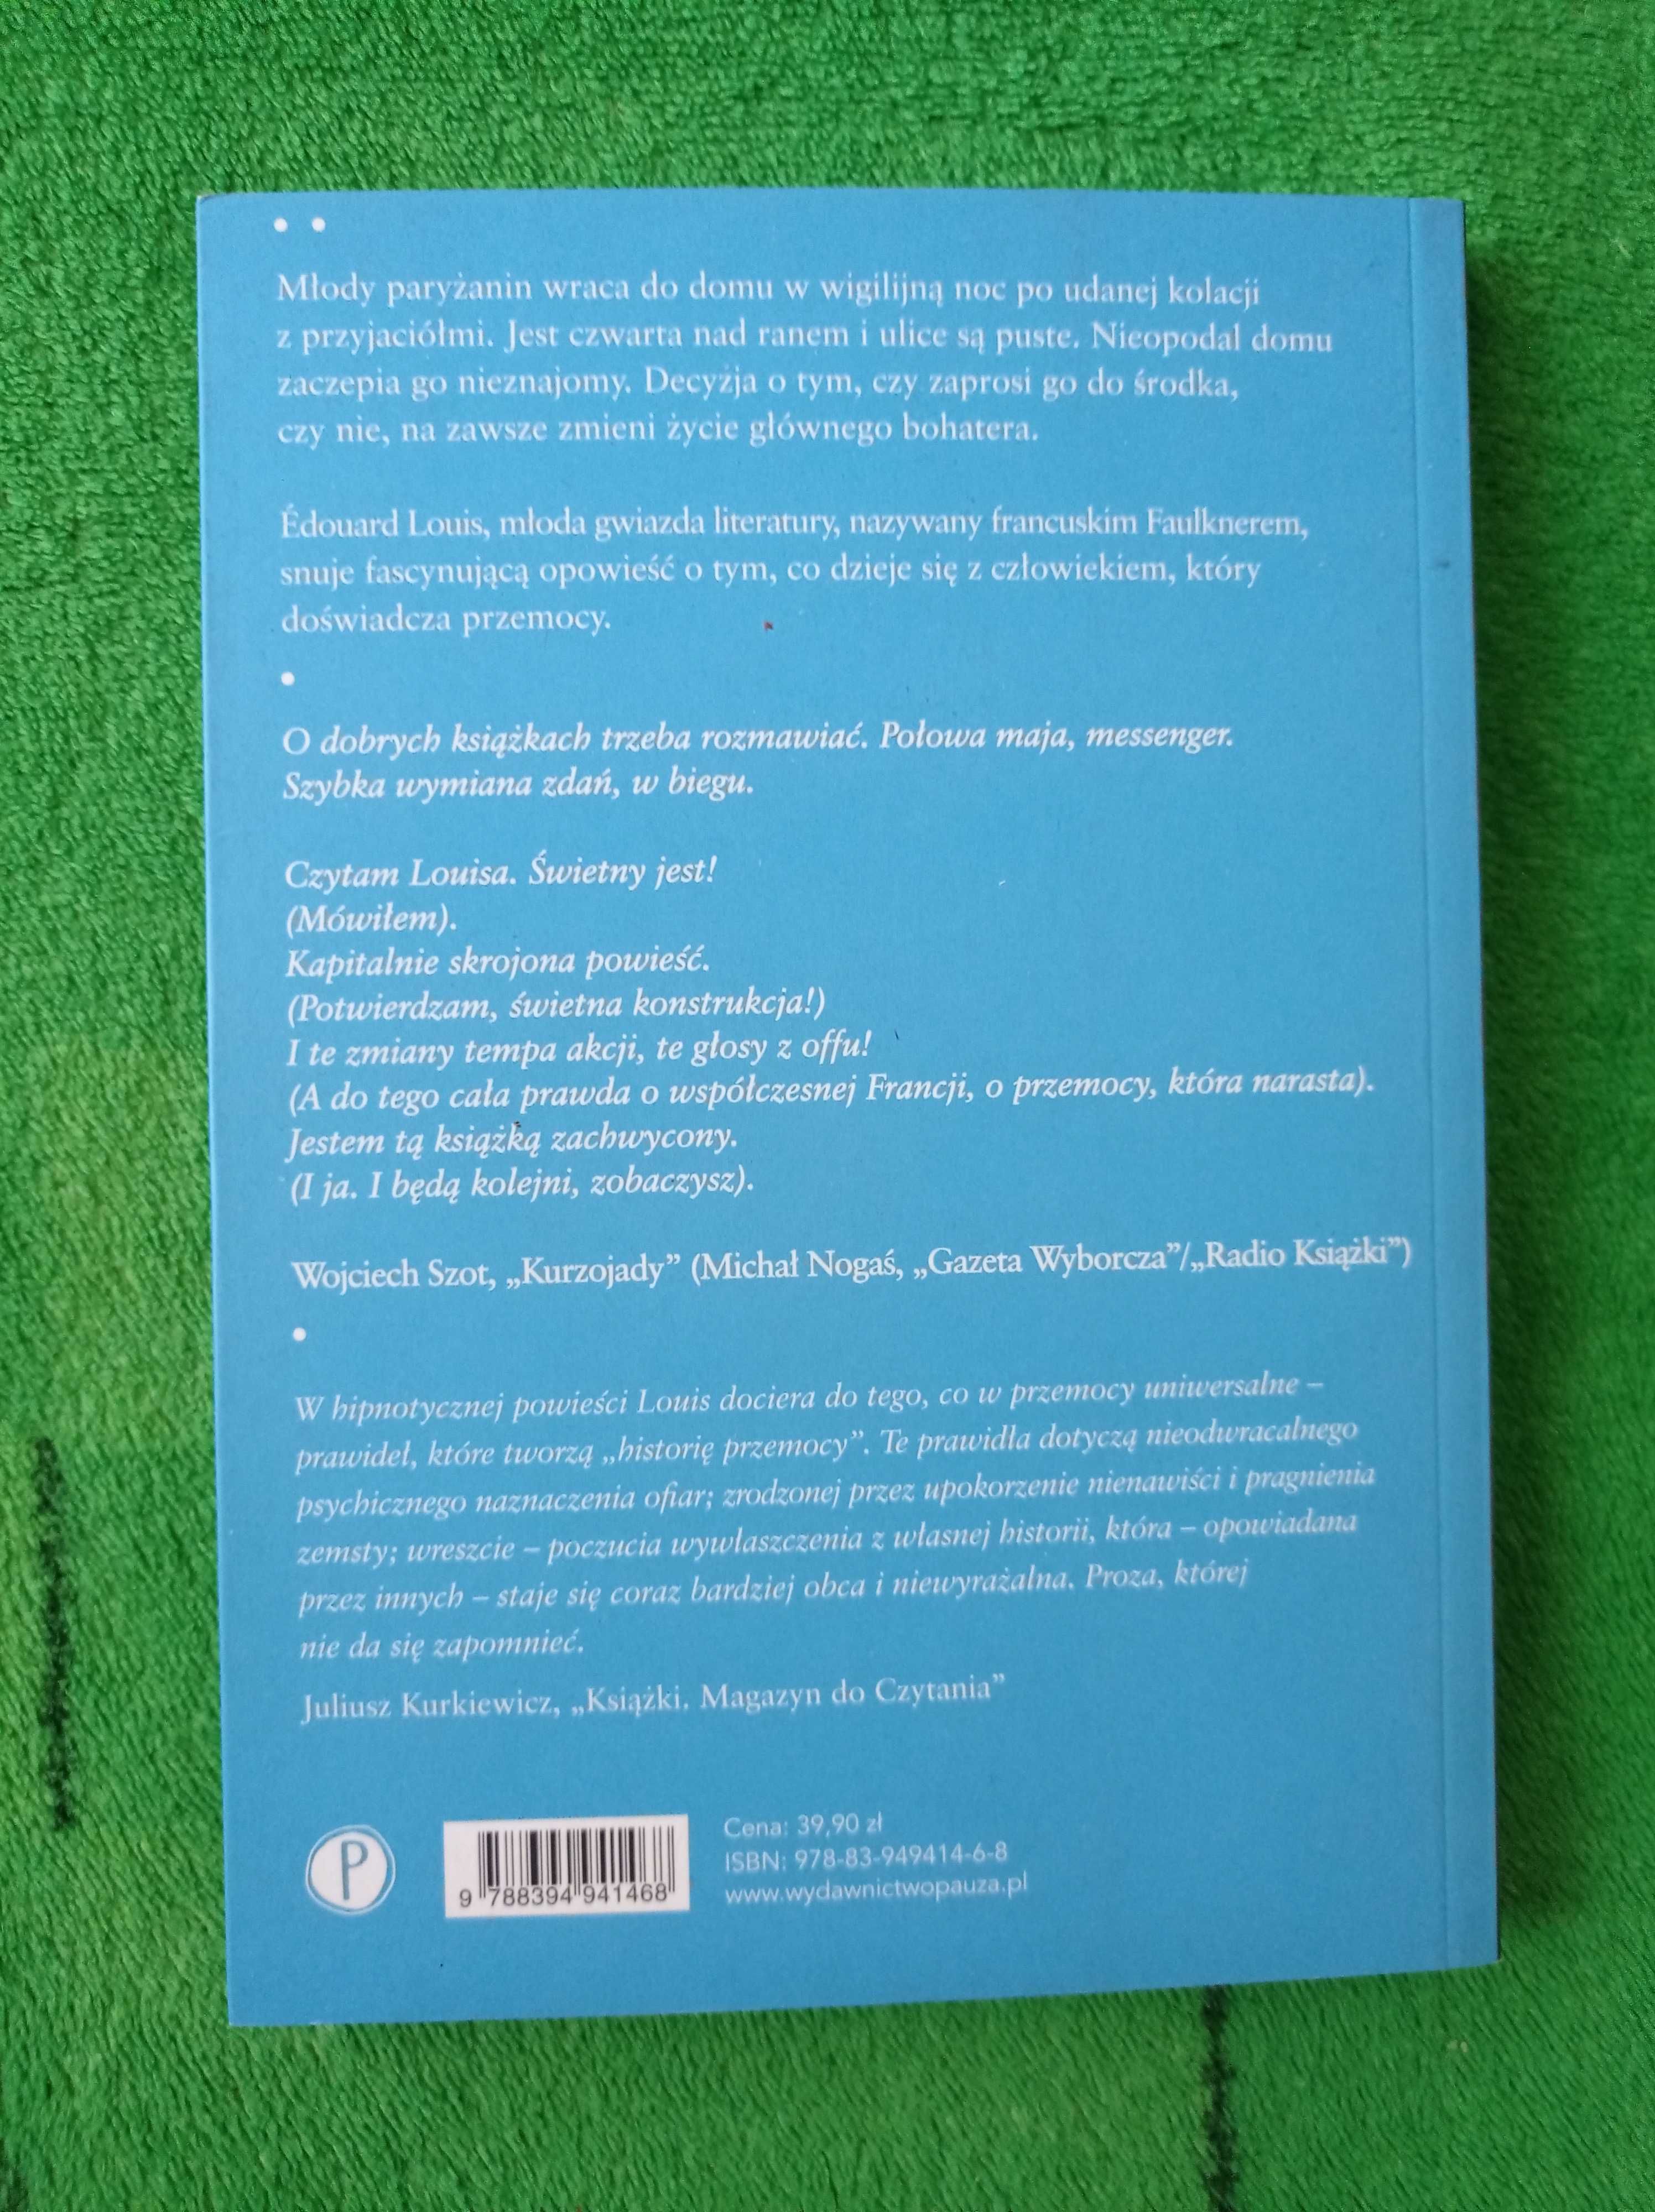 Młody paryżanin wraca do domu w wigilijną noc po udanej kolacji
z przyjaciółmi. Jest czwarta nad ranem i ulice są puste. Nieopodal domu
zaczepia go nieznajomy. Decyzja o tym, czy zaprosi go do środka,
czy nie, na zawsze zmieni życie głównego bohatera.
Édouard Louis, młoda gwiazda literatury, nazywany francuskim Faulknerem,
snuje fascynującą opowieść o tym, co dzieje się z człowiekiem, który
doświadcza przemocy.
O dobrych książkach trzeba rozmawiać. Połowa maja, messenger.
Szybka wymiana zdań, w biegu.
Czytam Louisa. Świetny jest!
(Mówiłem).
Kapitalnie skrojona powieść.
(Potwierdzam, świetna konstrukcja!)
I te zmiany tempa akcji, te głosy z offu!
(A do tego cała prawda o współczesnej Francji, o przemocy, która narasta).
Jestem tą książką zachwycony.
(I ja. I będą kolejni, zobaczysz).
Wojciech Szot, „Kurzojady” (Michał Nogaś, „Gazeta Wyborcza”/„Radio Książki”)
W hipnotycznej powieści Louis dociera do tego, co w przemocy uniwersalne –
prawideł, które tworzą „historię przemocy”. Te prawidła dotyczą nieodwracalnego
psychicznego naznaczenia ofiar; zrodzonej przez upokorzenie nienawiści i pragnienia
zemsty; wreszcie – poczucia wywłaszczenia z własnej historii, która – opowiadana
przez innych – staje się coraz bardziej obca i niewyrażalna. Proza, której
nie da się zapomnieć.
Juliusz Kurkiewicz, „Książki. Magazyn do Czytania”
P
9 788394 941468
Cena: 39,90 zł
ISBN: 978-83-949414-6-8
www.wydawnictwopauza.pl